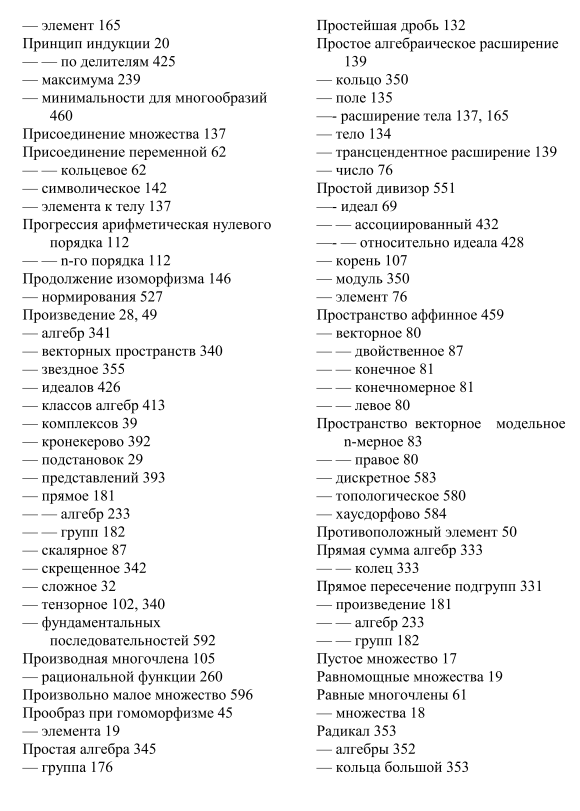 — элемент 165
Принцип индукции 20
— — по делителям 425
— максимума 239
— минимальности для многообразий
460
Присоединение множества 137
Присоединение переменной 62
— — кольцевое 62
— символическое 142
— элемента к телу 137
Прогрессия арифметическая нулевого
порядка 112
— — n-го порядка 112
Продолжение изоморфизма 146
— нормирования 527
Произведение 28, 49
— алгебр 341
— векторных пространств 340
— звездное 355
— идеалов 426
— классов алгебр 413
— комплексов 39
— кронекерово 392
— подстановок 29
— представлений 393
— прямое 181
— — алгебр 233
— — групп 182
— скалярное 87
— скрещенное 342
— сложное 32
— тензорное 102, 340
— фундаментальных
последовательностей 592
Производная многочлена 105
— рациональной функции 260
Произвольно малое множество 596
Прообраз при гомоморфизме 45
— элемента 19
Простая алгебра 345
— группа 176
Простейшая дробь 132
Простое алгебраическое расширение
139
— кольцо 350
— поле 135
—- расширение тела 137, 165
— тело 134
— трансцендентное расширение 139
— число 76
Простой дивизор 551
—- идеал 69
— — ассоциированный 432
—- — относительно идеала 428
— корень 107
— модуль 350
— элемент 76
Пространство аффинное 459
— векторное 80
— — двойственное 87
— — конечное 81
— — конечномерное 81
— — левое 80
Пространство векторное модельное
n-мерное 83
— — правое 80
— дискретное 583
— топологическое 580
— хаусдорфово 584
Противоположный элемент 50
Прямая сумма алгебр 333
— — колец 333
Прямое пересечение подгрупп 331
— произведение 181
— — алгебр 233
— — групп 182
Пустое множество 17
Равномощные множества 19
Равные многочлены 61
— множества 18
Радикал 353
— алгебры 352
— кольца большой 353